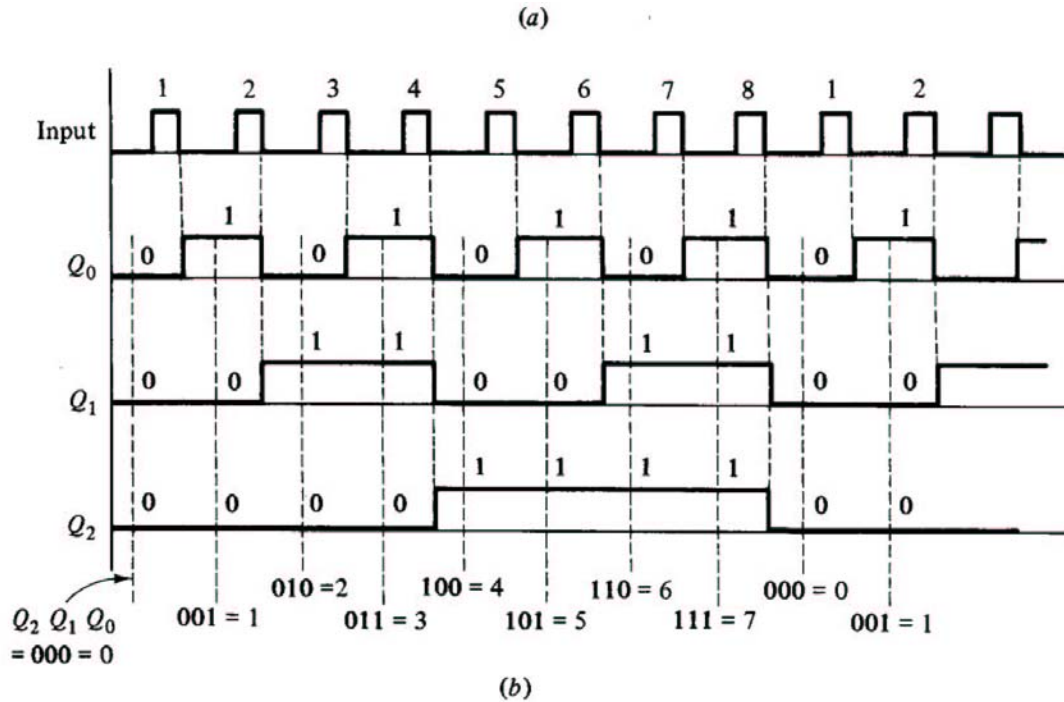 (a)
1 2 3 4 5 6 7 8 1 2
Input
1 1 1 1 1
0 0 0 0 0
Q₀
1 1 1 1
0 0 0 0 0 0
Q₁
1 1 1 1
0 0 0 0 0 0
Q₂
010 = 2 100 = 4 110 = 6 000 = 0
Q₂ Q₁ Q₀ 001 = 1 011 = 3 101 = 5 111 = 7 001 = 1
= 000 = 0
(b)